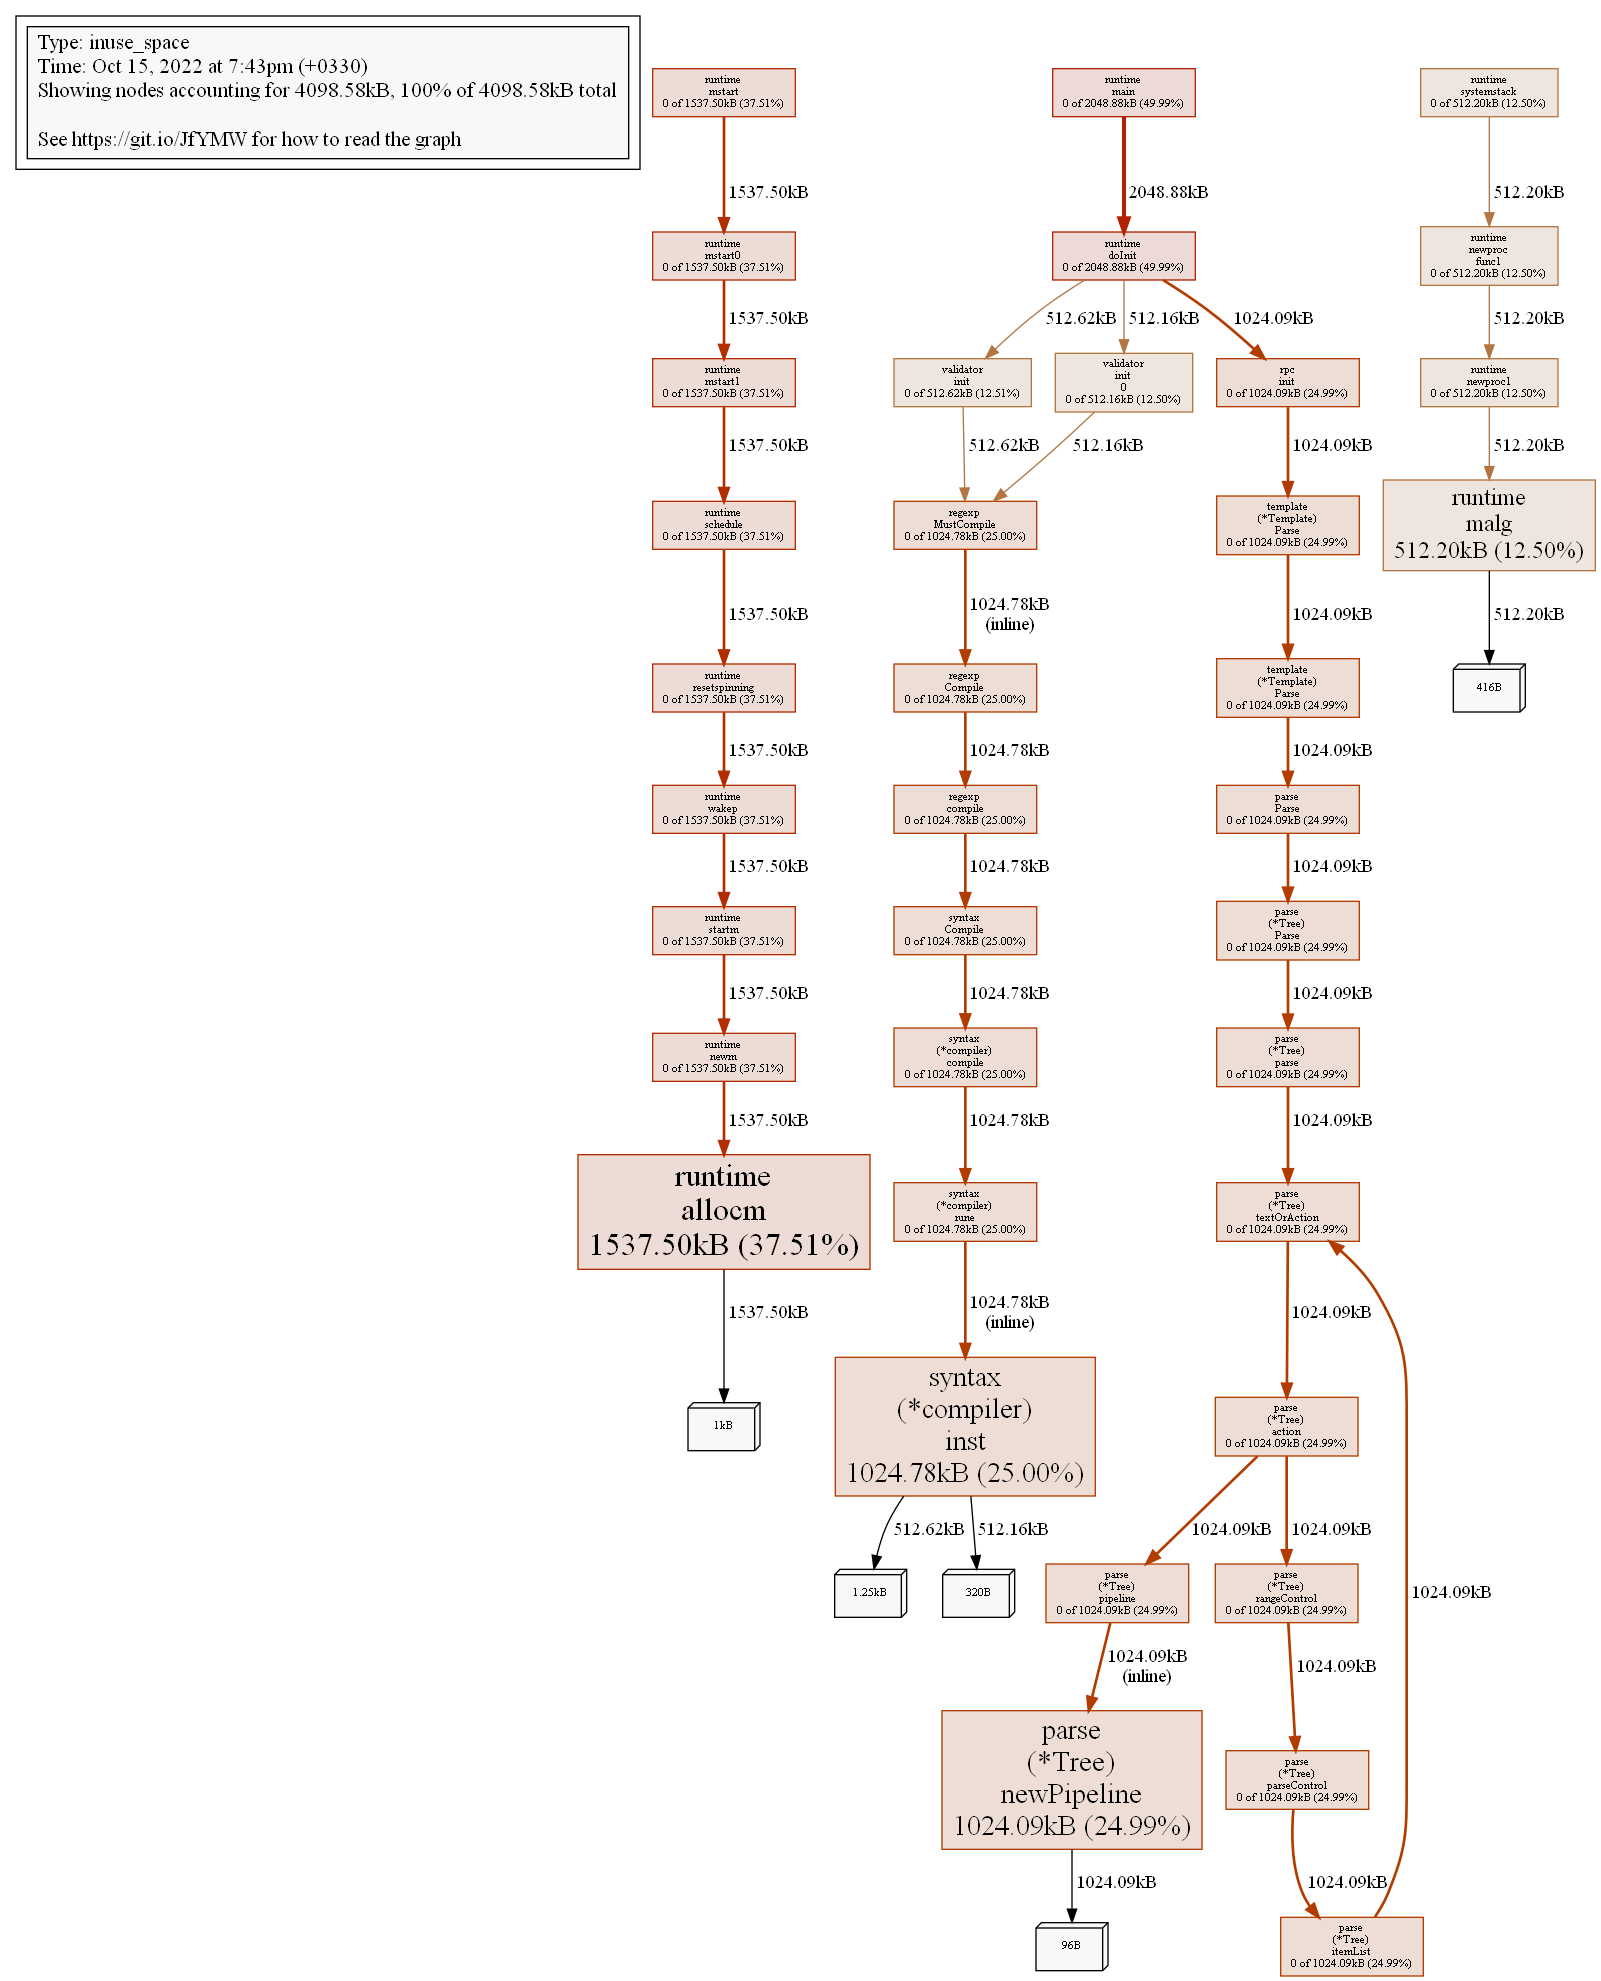 Type: inuse_space
Time: Oct 15, 2022 at 7:43pm (+0330)
Showing nodes accounting for 4098.58kB, 100% of 4098.58kB total
See https://git.io/JfYMW for how to read the graph
runtime
mstart
0 of 1537.50kB (37.51%)
1537.50kB
runtime
mstart0
0 of 1537.50kB (37.51%)
1537.50kB
runtime
mstart1
0 of 1537.50kB (37.51%)
1537.50kB
runtime
schedule
0 of 1537.50kB (37.51%)
1537.50kB
runtime
resetspinning
0 of 1537.50kB (37.51%)
1537.50kB
runtime
wakep
0 of 1537.50kB (37.51%)
1537.50kB
runtime
startm
0 of 1537.50kB (37.51%)
1537.50kB
runtime
newm
0 of 1537.50kB (37.51%)
1537.50kB
runtime
allocm
1537.50kB (37.51%)
1537.50kB
1kB
runtime
main
0 of 2048.88kB (49.99%)
2048.88kB
runtime
doInit
0 of 2048.88kB (49.99%)
512.62kB
512.16kB
1024.09kB
validator
init
0 of 512.62kB (12.51%)
validator
init
0
0 of 512.16kB (12.50%)
512.62kB
512.16kB
regexp
MustCompile
0 of 1024.78kB (25.00%)
1024.78kB
(inline)
regexp
Compile
0 of 1024.78kB (25.00%)
1024.78kB
regexp
compile
0 of 1024.78kB (25.00%)
1024.78kB
syntax
Compile
0 of 1024.78kB (25.00%)
1024.78kB
syntax
(*compiler)
compile
0 of 1024.78kB (25.00%)
1024.78kB
syntax
(*compiler)
rune
0 of 1024.78kB (25.00%)
1024.78kB
(inline)
syntax
(*compiler)
inst
1024.78kB (25.00%)
512.62kB
512.16kB
1.25kB
320B
rpc
init
0 of 1024.09kB (24.99%)
1024.09kB
template
(*Template)
Parse
0 of 1024.09kB (24.99%)
1024.09kB
template
(*Template)
Parse
0 of 1024.09kB (24.99%)
1024.09kB
parse
Parse
0 of 1024.09kB (24.99%)
1024.09kB
parse
(*Tree)
Parse
0 of 1024.09kB (24.99%)
1024.09kB
parse
(*Tree)
parse
0 of 1024.09kB (24.99%)
1024.09kB
parse
(*Tree)
textOrAction
0 of 1024.09kB (24.99%)
1024.09kB
parse
(*Tree)
action
0 of 1024.09kB (24.99%)
1024.09kB
1024.09kB
parse
(*Tree)
pipeline
0 of 1024.09kB (24.99%)
1024.09kB
(inline)
parse
(*Tree)
newPipeline
1024.09kB (24.99%)
1024.09kB
96B
parse
(*Tree)
rangeControl
0 of 1024.09kB (24.99%)
1024.09kB
parse
(*Tree)
parseControl
0 of 1024.09kB (24.99%)
1024.09kB
parse
(*Tree)
itemList
0 of 1024.09kB (24.99%)
1024.09kB
runtime
systemstack
0 of 512.20kB (12.50%)
512.20kB
runtime
newproc
func1
0 of 512.20kB (12.50%)
512.20kB
runtime
newproc1
0 of 512.20kB (12.50%)
512.20kB
runtime
malg
512.20kB (12.50%)
512.20kB
416B